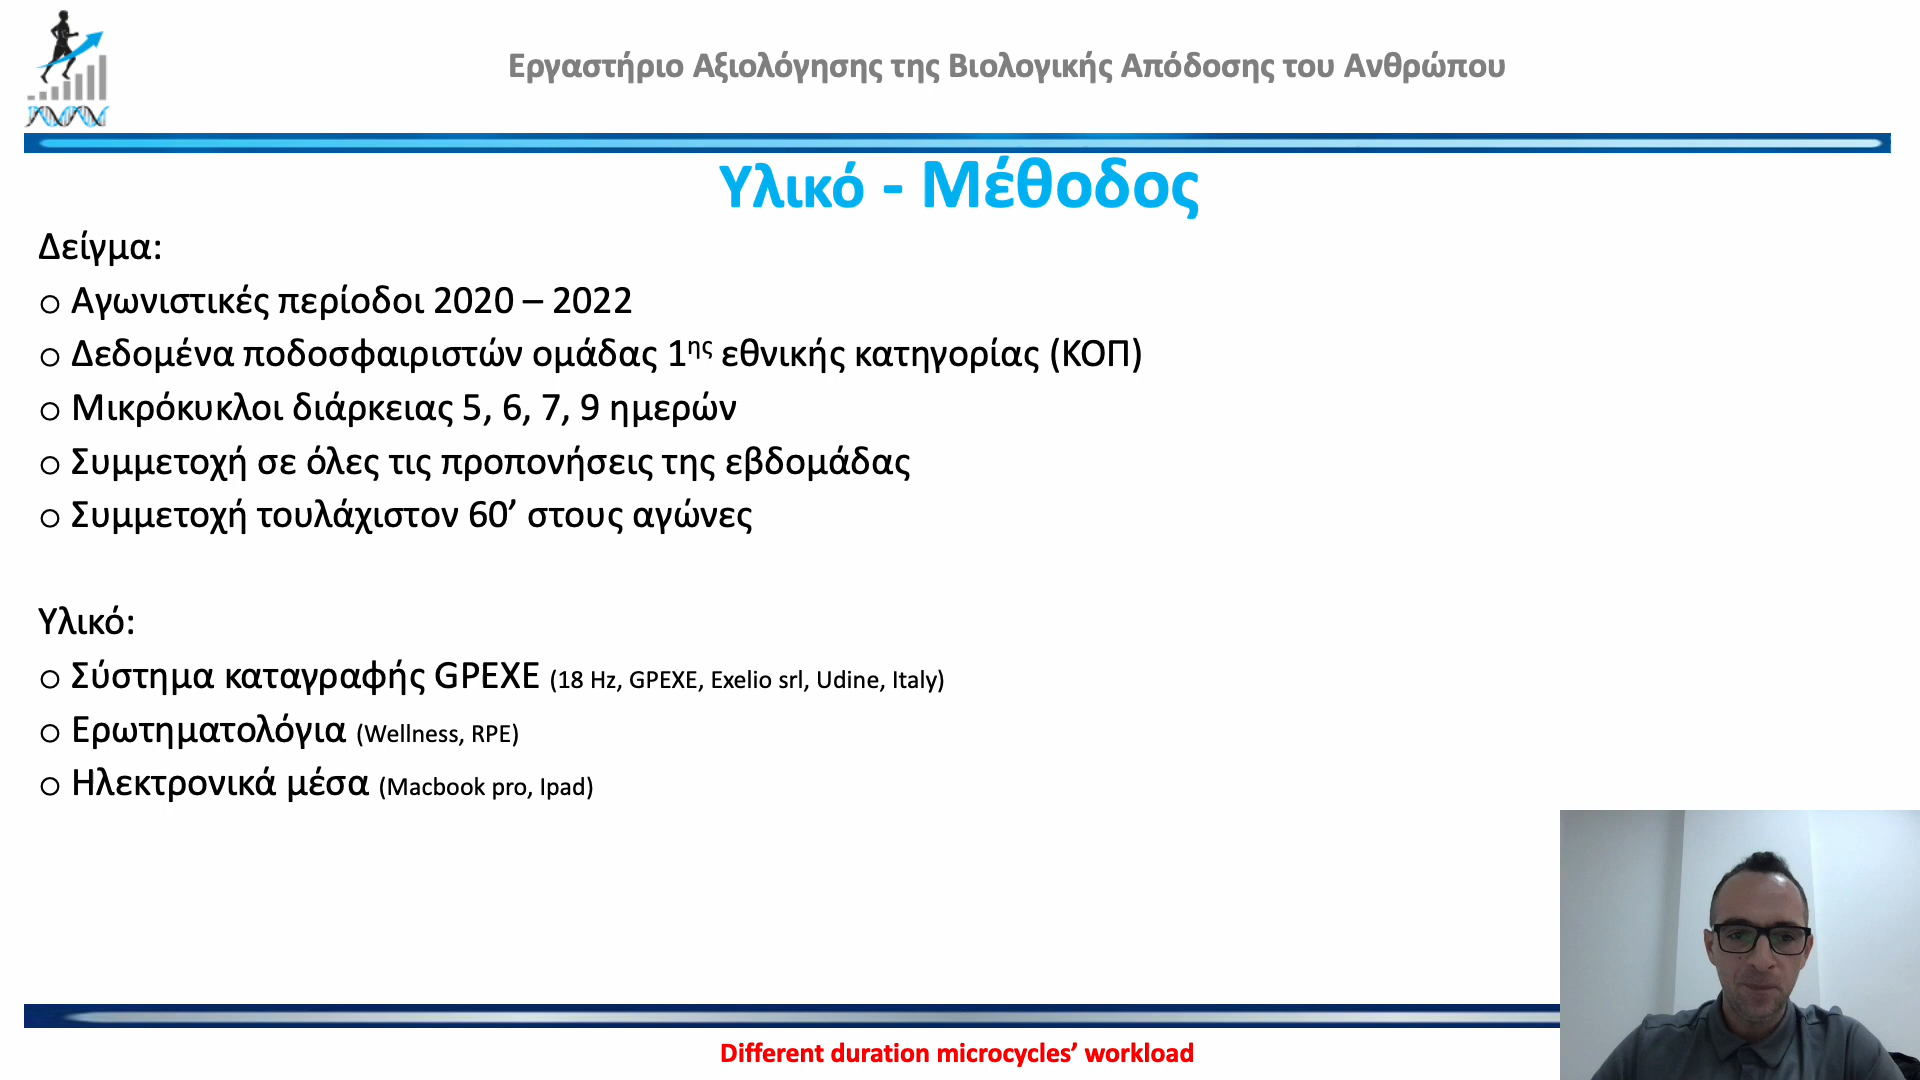 Εργαστήριο Αξιολόγησης της Βιολογικής Απόδοσης του Ανθρώπου
Υλικό - Μέθοδος
Δείγμα:
o Αγωνιστικές περίοδοι 2020 – 2022
o Δεδομένα ποδοσφαιριστών ομάδας 1ης εθνικής κατηγορίας (ΚΟΠ)
o Μικρόκυκλοι διάρκειας 5, 6, 7, 9 ημερών
o Συμμετοχή σε όλες τις προπονήσεις της εβδομάδας
o Συμμετοχή τουλάχιστον 60’ στους αγώνες
Υλικό:
o Σύστημα καταγραφής GPEXE (18 Hz, GPEXE, Exelio srl, Udine, Italy)
o Ερωτηματολόγια (Wellness, RPE)
o Ηλεκτρονικά μέσα (Macbook pro, Ipad)
Different duration microcycles’ workload